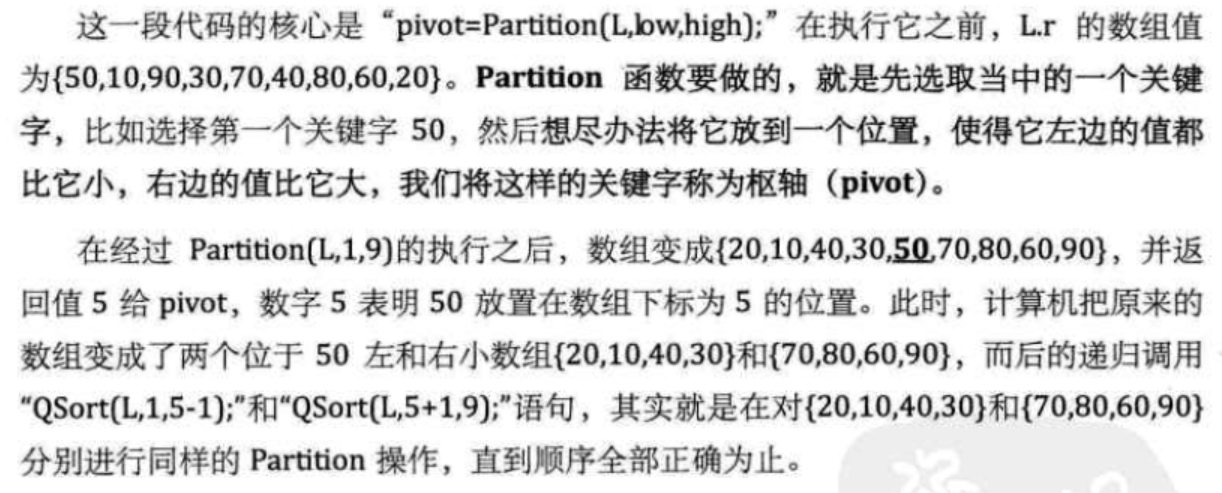 这一段代码的核心是“pivot=Partition(L,low,high);”在执行它之前，L.r 的数组值
为{50,10,90,30,70,40,80,60,20}。Partition 函数要做的，就是先选取当中的一个关键
字，比如选择第一个关键字 50，然后想尽办法将它放到一个位置，使得它左边的值都
比它小，右边的值比它大，我们将这样的关键字称为枢轴（pivot）。
在经过 Partition(L,1,9)的执行之后，数组变成{20,10,40,30,50,70,80,60,90}，并返
回值 5 给 pivot，数字 5 表明 50 放置在数组下标为 5 的位置。此时，计算机把原来的
数组变成了两个位于 50 左和右小数组{20,10,40,30}和{70,80,60,90}，而后的递归调用
“QSort(L,1,5-1);”和“QSort(L,5+1,9);”语句，其实就是在对{20,10,40,30}和{70,80,60,90}
分别进行同样的 Partition 操作，直到顺序全部正确为止。